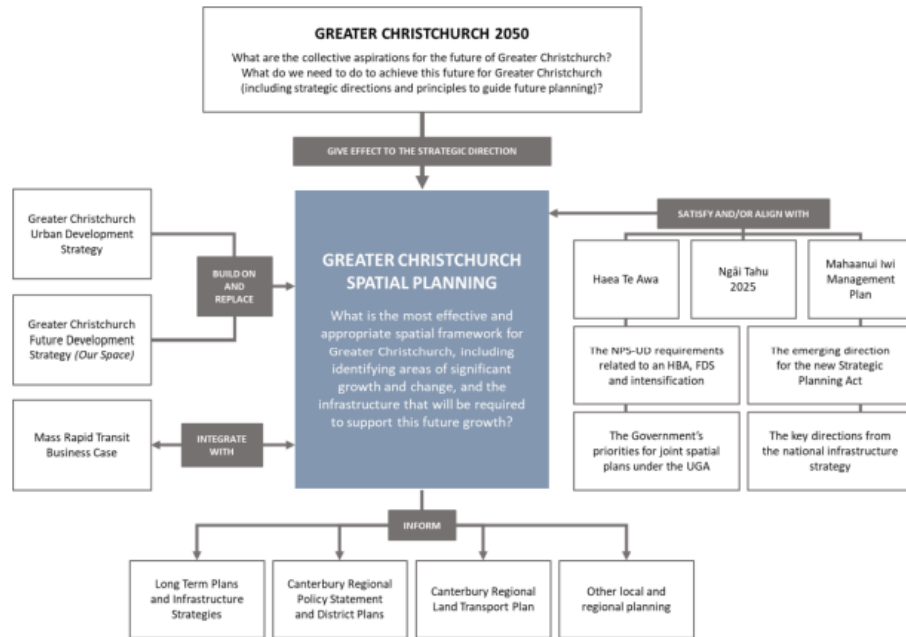 GREATER CHRISTCHURCH 2050
What are the collective aspirations for the future of Greater Christchurch?
What do we need to do to achieve this future for Greater Christchurch
(including strategic directions and principles to guide future planning)?
GIVE EFFECT TO THE STRATEGIC DIRECTION
Greater Christchurch
Urban Development
Strategy
BUILD ON
AND
REPLACE
Greater Christchurch
Future Development
Strategy (Our Space)
Mass Rapid Transit
Business Case
INTEGRATE
WITH
GREATER CHRISTCHURCH
SPATIAL PLANNING
What is the most effective and
appropriate spatial framework for
Greater Christchurch, including
identifying areas of significant
growth and change, and the
infrastructure that will be required
to support this future growth?
SATISFY AND/OR ALIGN WITH
Haea Te Awa
Ngāi Tahu
2025
Mahaanui Iwi
Management
Plan
The NPS-UD requirements
related to an HBA, FDS
and intensification
The emerging direction
for the new Strategic
Planning Act
The Government's
priorities for joint spatial
plans under the UGA
The key directions from
the national infrastructure
strategy
INFORM
Long Term Plans
and Infrastructure
Strategies
Canterbury Regional
Policy Statement
and District Plans
Canterbury Regional
Land Transport Plan
Other local and
regional planning